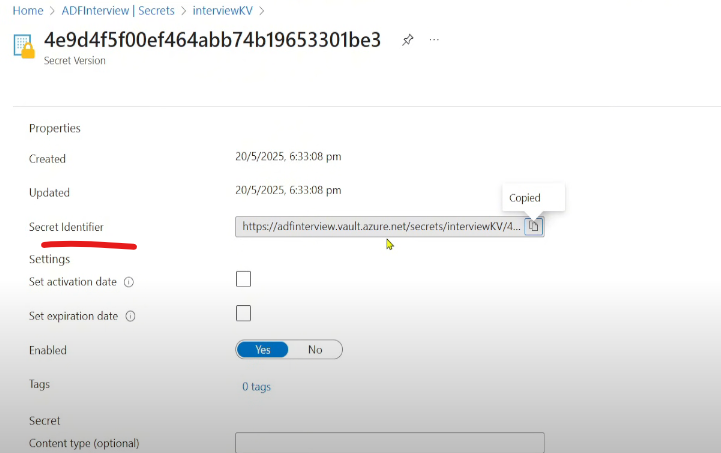 Home > ADFInterview | Secrets > interviewKV >
4e9d4f5f00ef464abb74b19653301be3
Secret Version
Properties
Created 20/5/2025, 6:33:08 pm
Updated 20/5/2025, 6:33:08 pm
Copied
Secret Identifier https://adfinterview.vault.azure.net/secrets/interviewKV/4...
Settings
Set activation date
Set expiration date
Enabled Yes No
Tags 0 tags
Secret
Content type (optional)